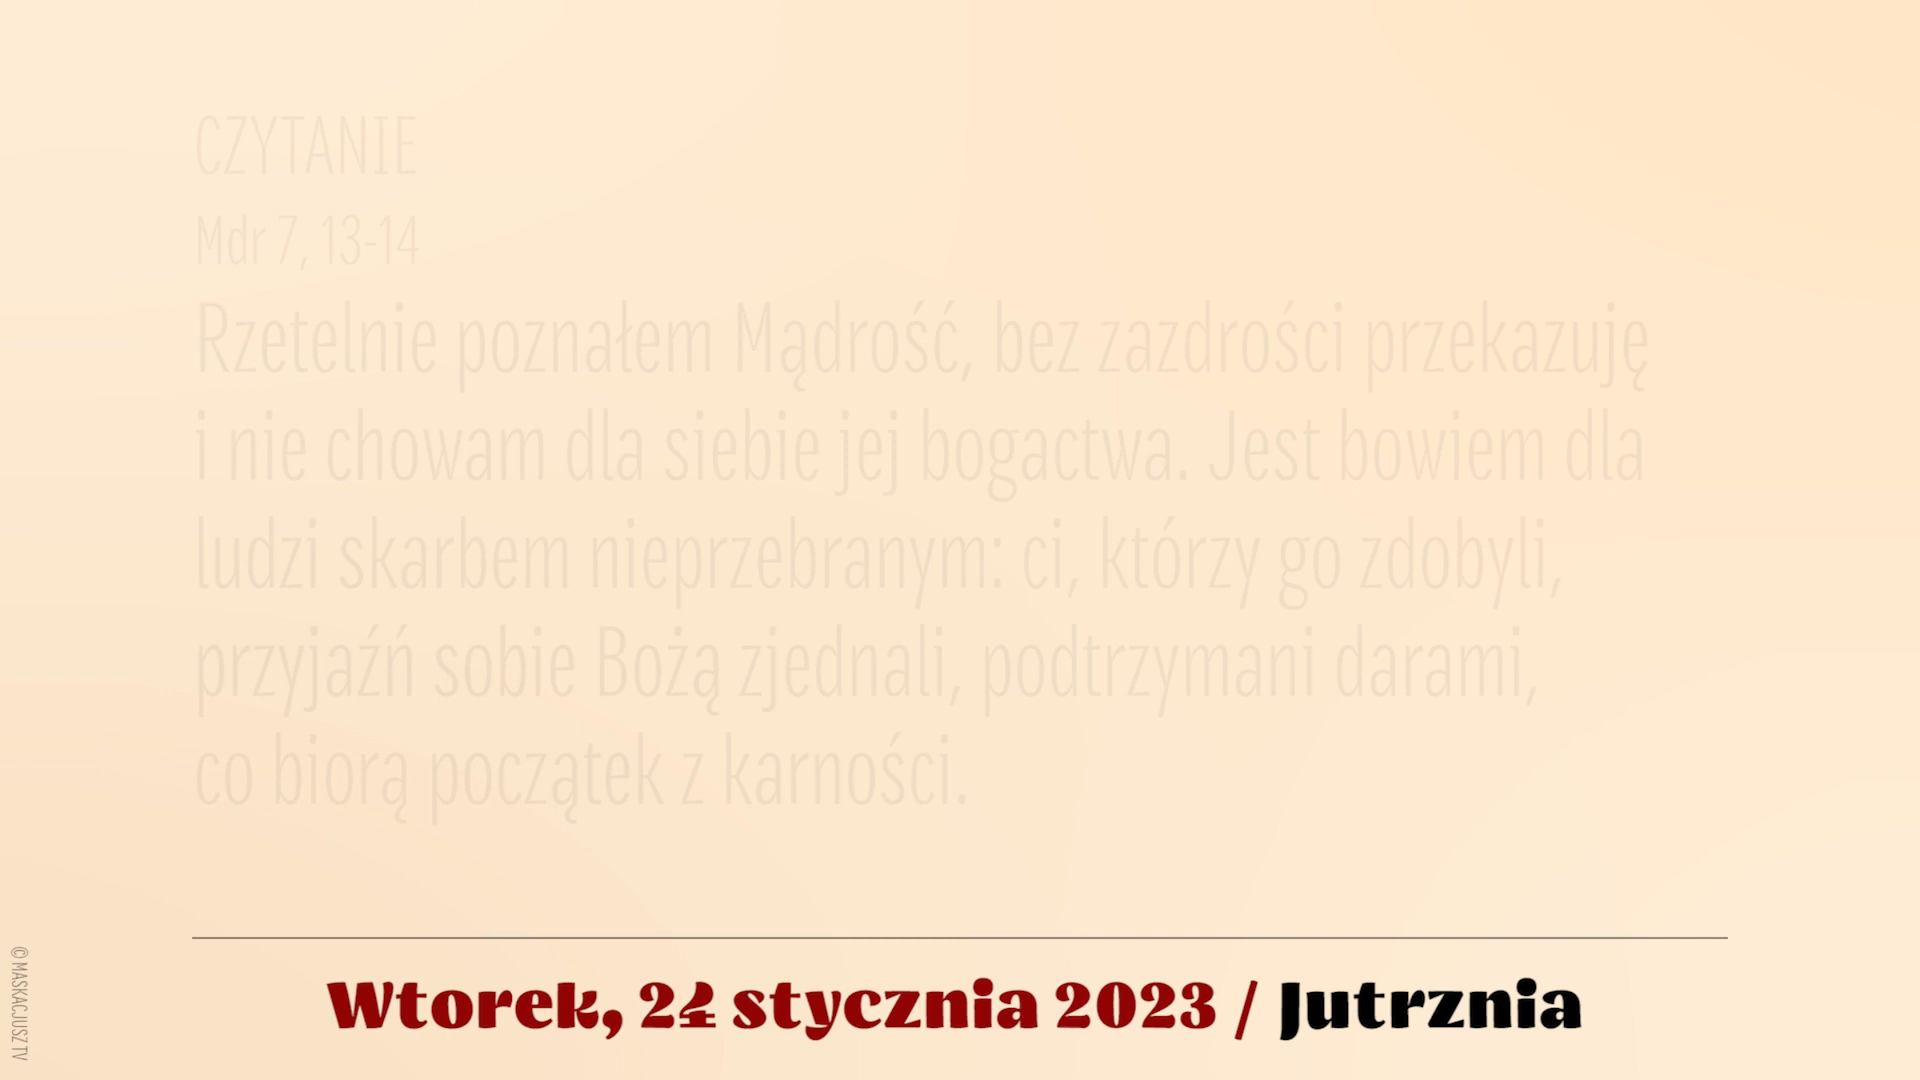 CZYTANIE
Mdr 7, 13-14
Rzetelnie poznałem Mądrość, bez zazdrości przekazuję
i nie chowam dla siebie jej bogactwa. Jest bowiem dla
ludzi skarbem nieprzebranym: ci, którzy go zdobyli,
przyjaźń sobie Bożą zjednali, podtrzymani darami,
co biorą początek z karności.
Wtorek, 24 stycznia 2023 / Jutrznia
© MASKACJUSZ TV